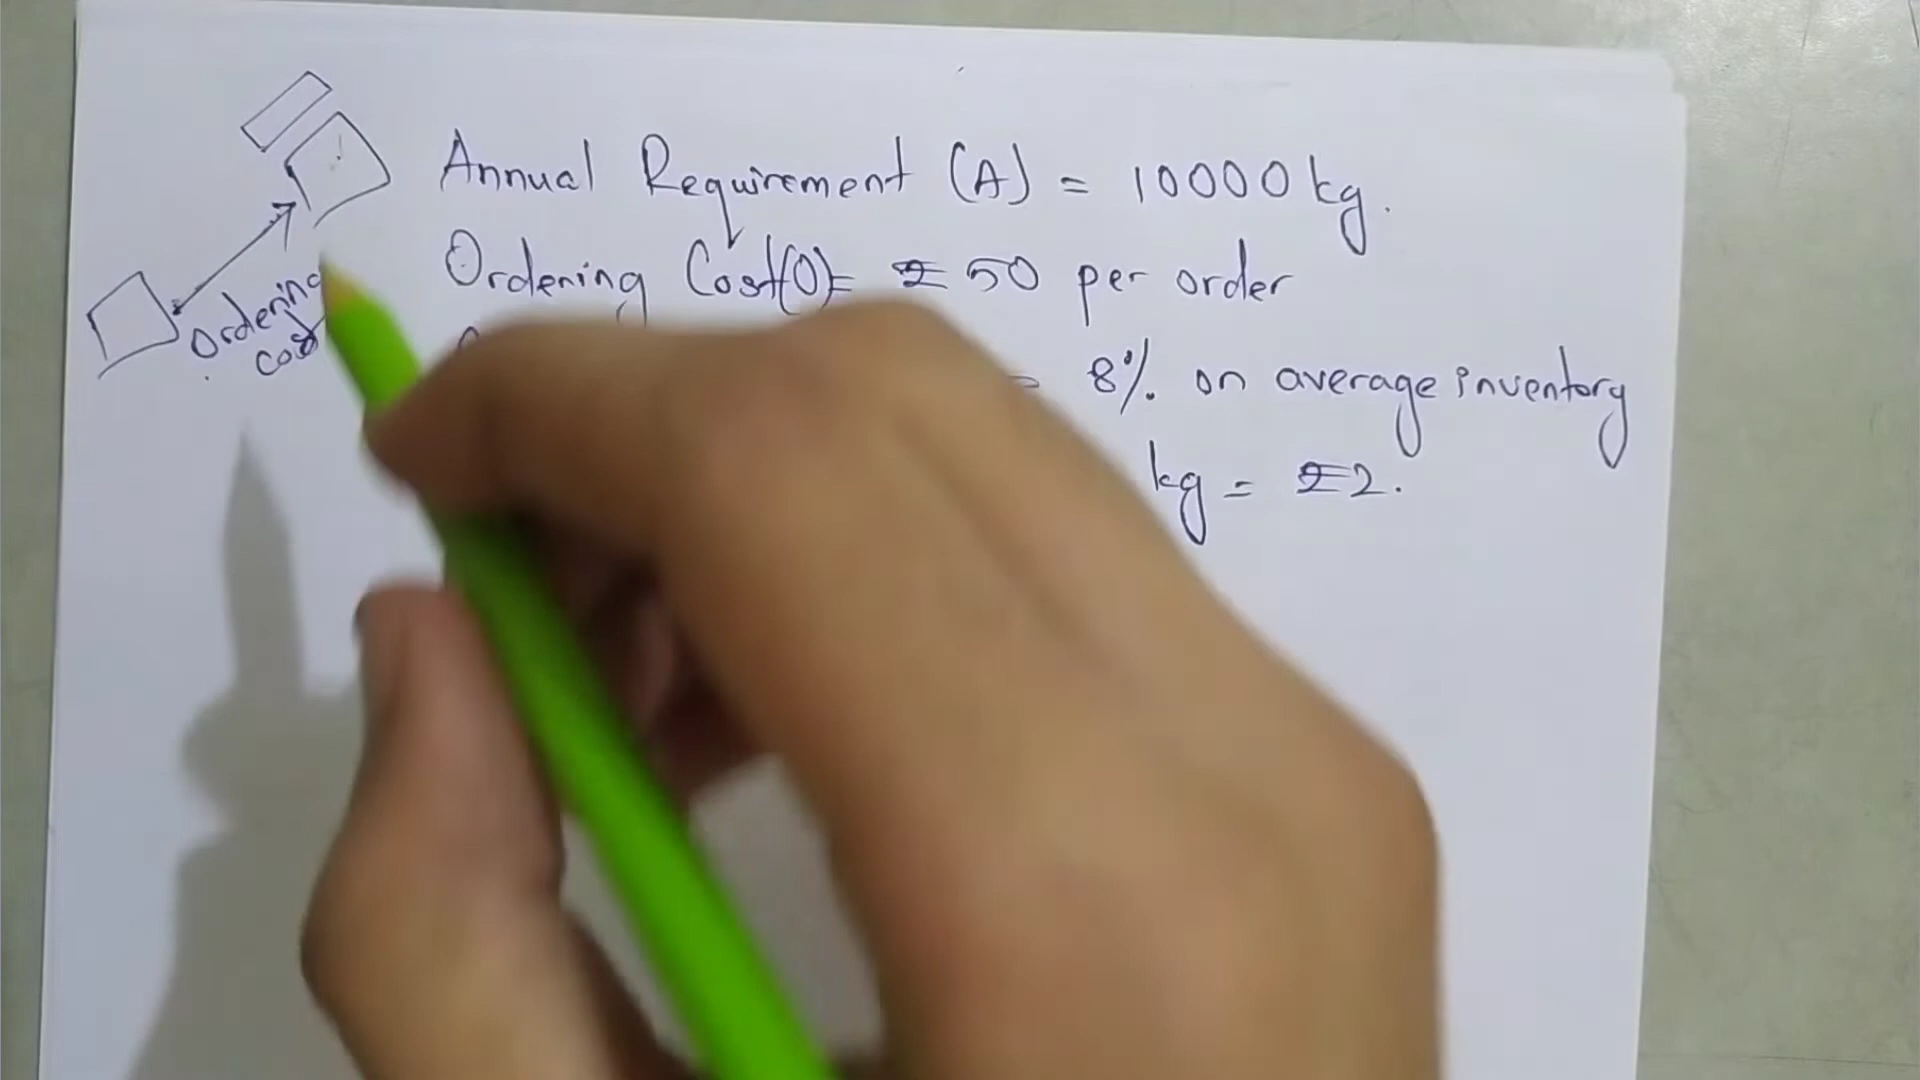 Annual Requirement (A) = 10000 kg.
Ordering Cost(O)= ₹ 50 per order
= 8% on average inventory
kg = ₹2.
Ordering
cost